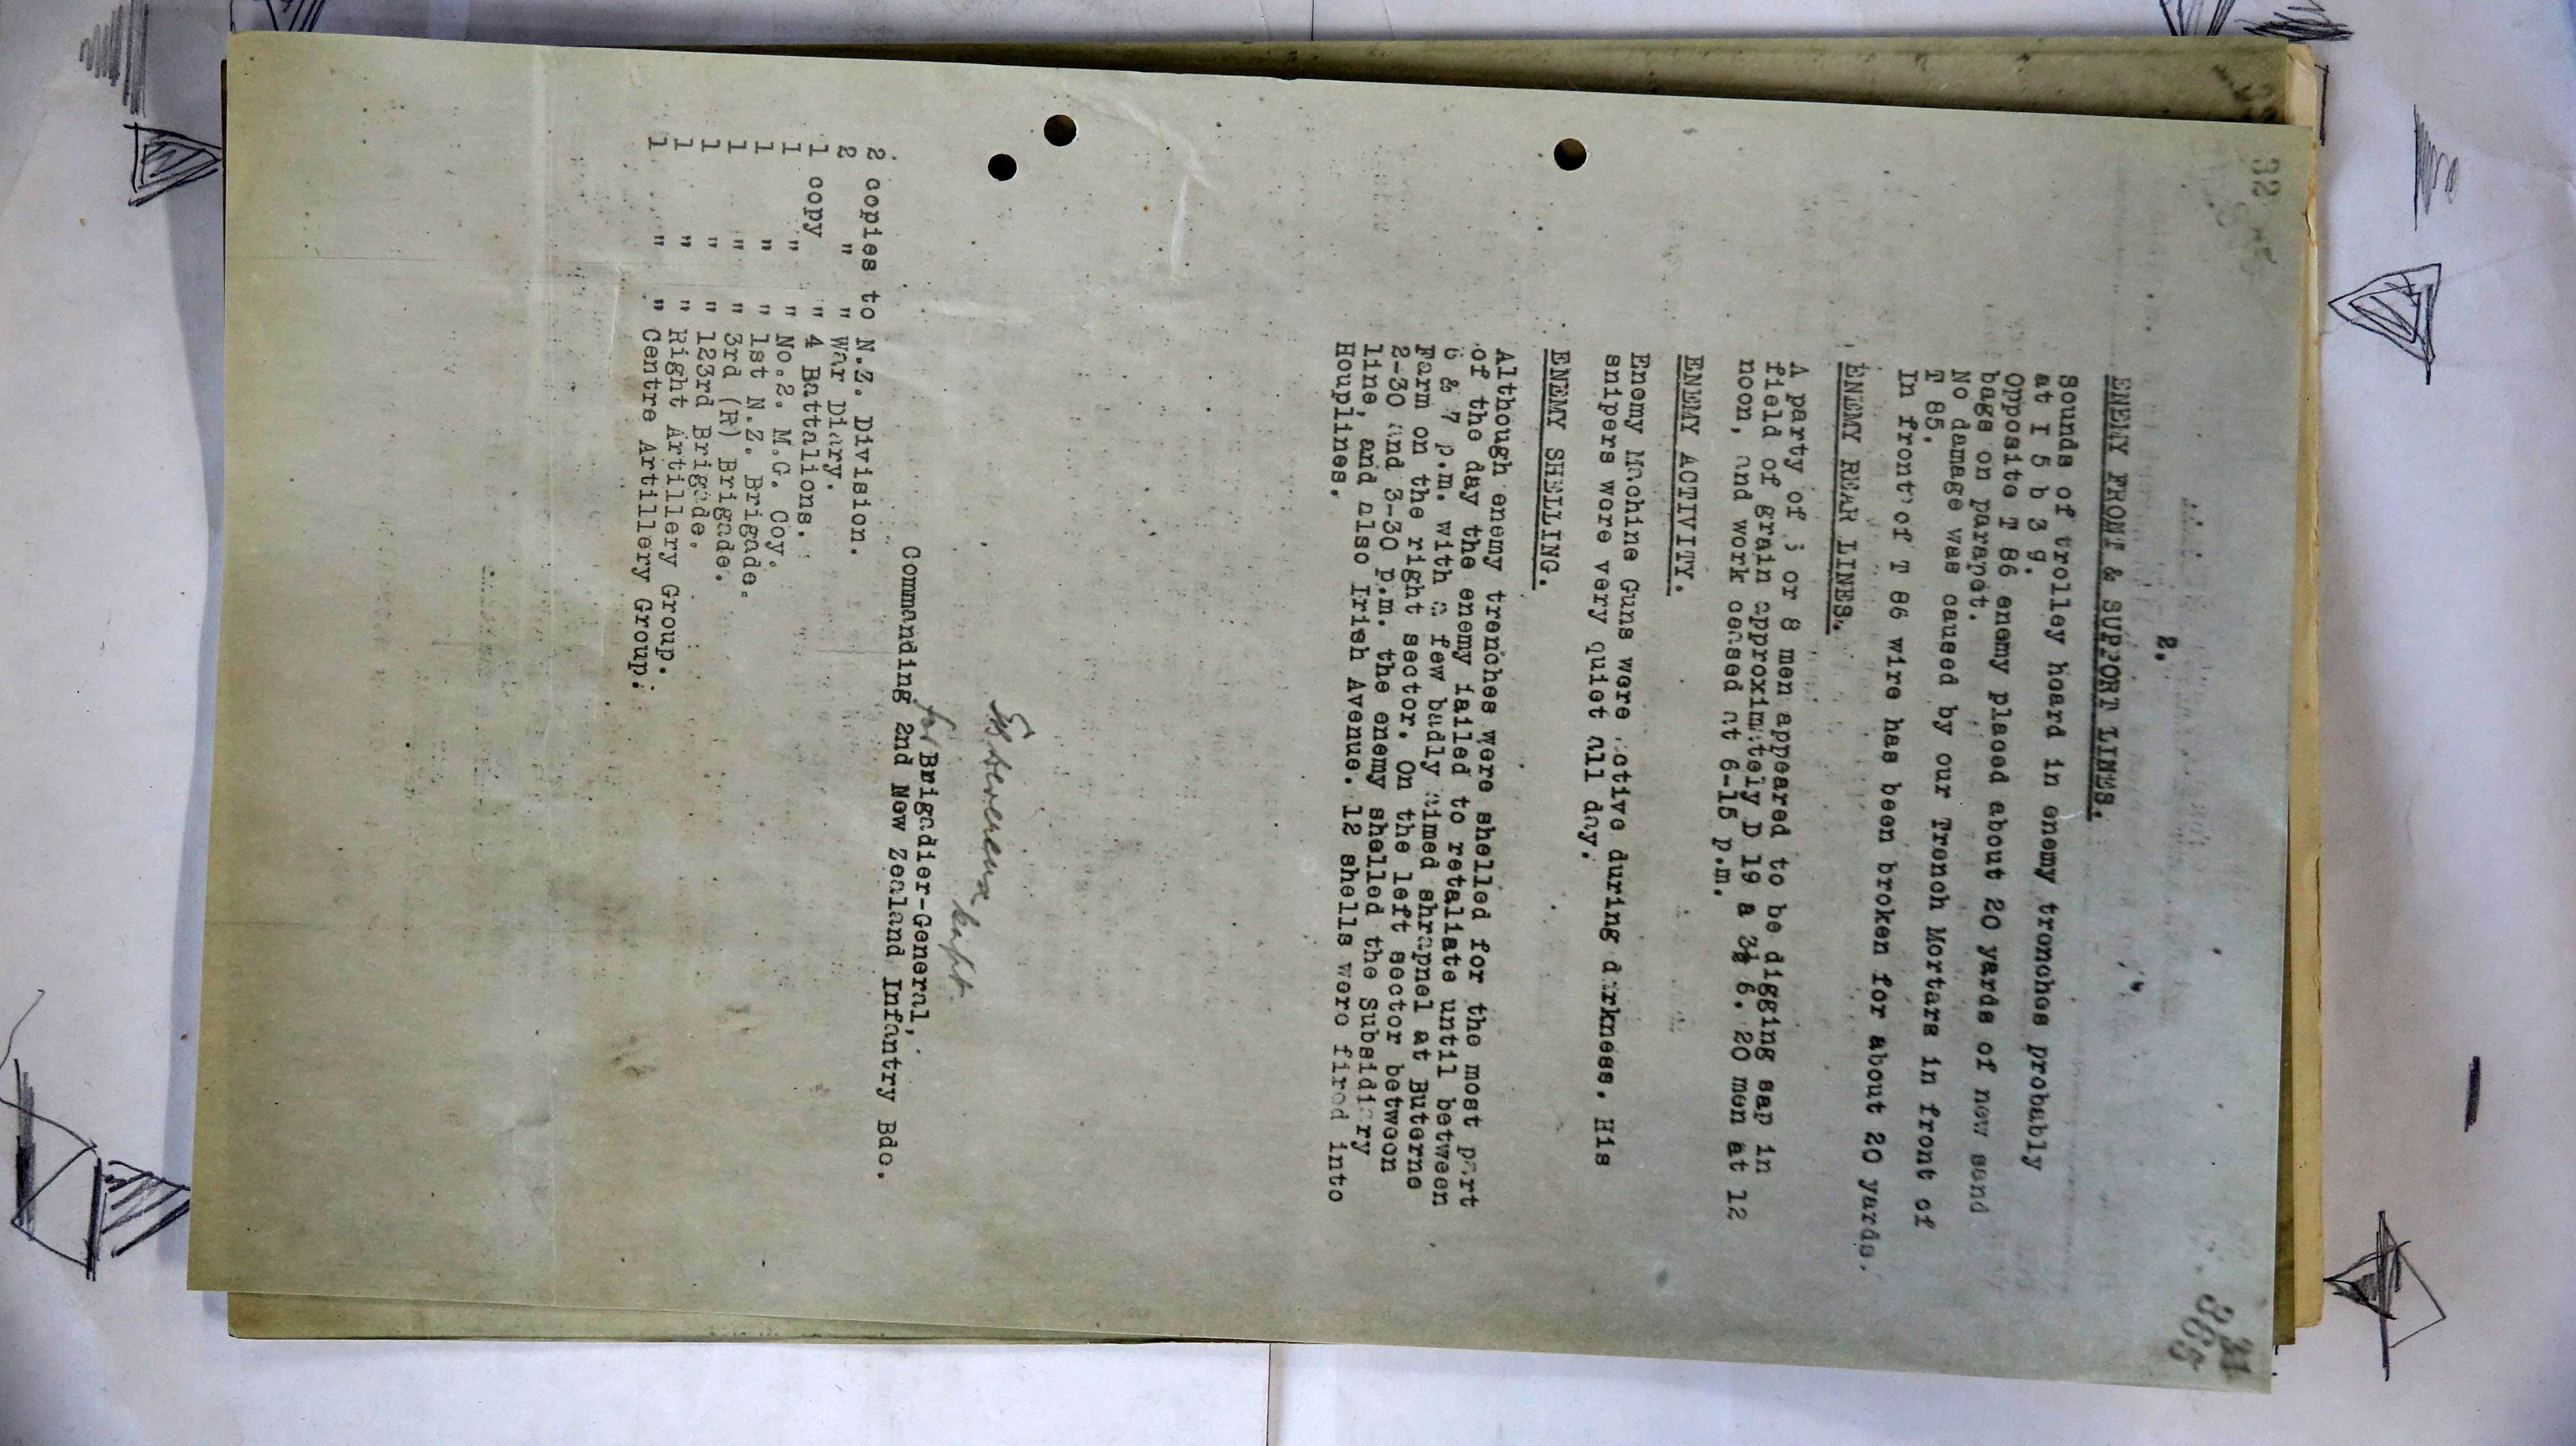 32
2.
ENEMY FRONT & SUPPORT LINES.
Sounds of trolley heard in enemy trenches probably
at I 5 b 3 9.
Opposite T 86 enemy placed about 20 yards of new sand
bags on parapet.
No damage was caused by our Trench Mortars in front of
T 85.
In front of T 86 wire has been broken for about 20 yards.
ENEMY REAR LINES.
A party of or 8 men appeared to be digging sap in
field of grain approximately D 19 a 3½ 6. 20 men at 12
noon, and work ceased at 6-15 p.m.
ENEMY ACTIVITY.
Enemy Machine Guns were active during darkness. His
snipers were very quiet all day.
ENEMY SHELLING.
Although enemy trenches were shelled for the most part
of the day the enemy failed to retaliate until between
6 & 7 p.m. with a few badly aimed shrapnel at Buterne
Farm on the right sector. On the left sector between
2-30 and 3-30 p.m. the enemy shelled the Subsidiary
line, and also Irish Avenue. 12 shells were fired into
Houplines.
Capt.
for Brigadier-General,
Commanding 2nd New Zealand Infantry Bde.
2 copies to N.Z. Division.
2 " " War Diary.
1 copy " 4 Battalions.
1 " " No.2. M.G. Coy.
1 " " 1st N.Z. Brigade.
1 " " 3rd (R) Brigade.
1 " " 123rd Brigade.
1 " " Right Artillery Group.
1 " " Centre Artillery Group.